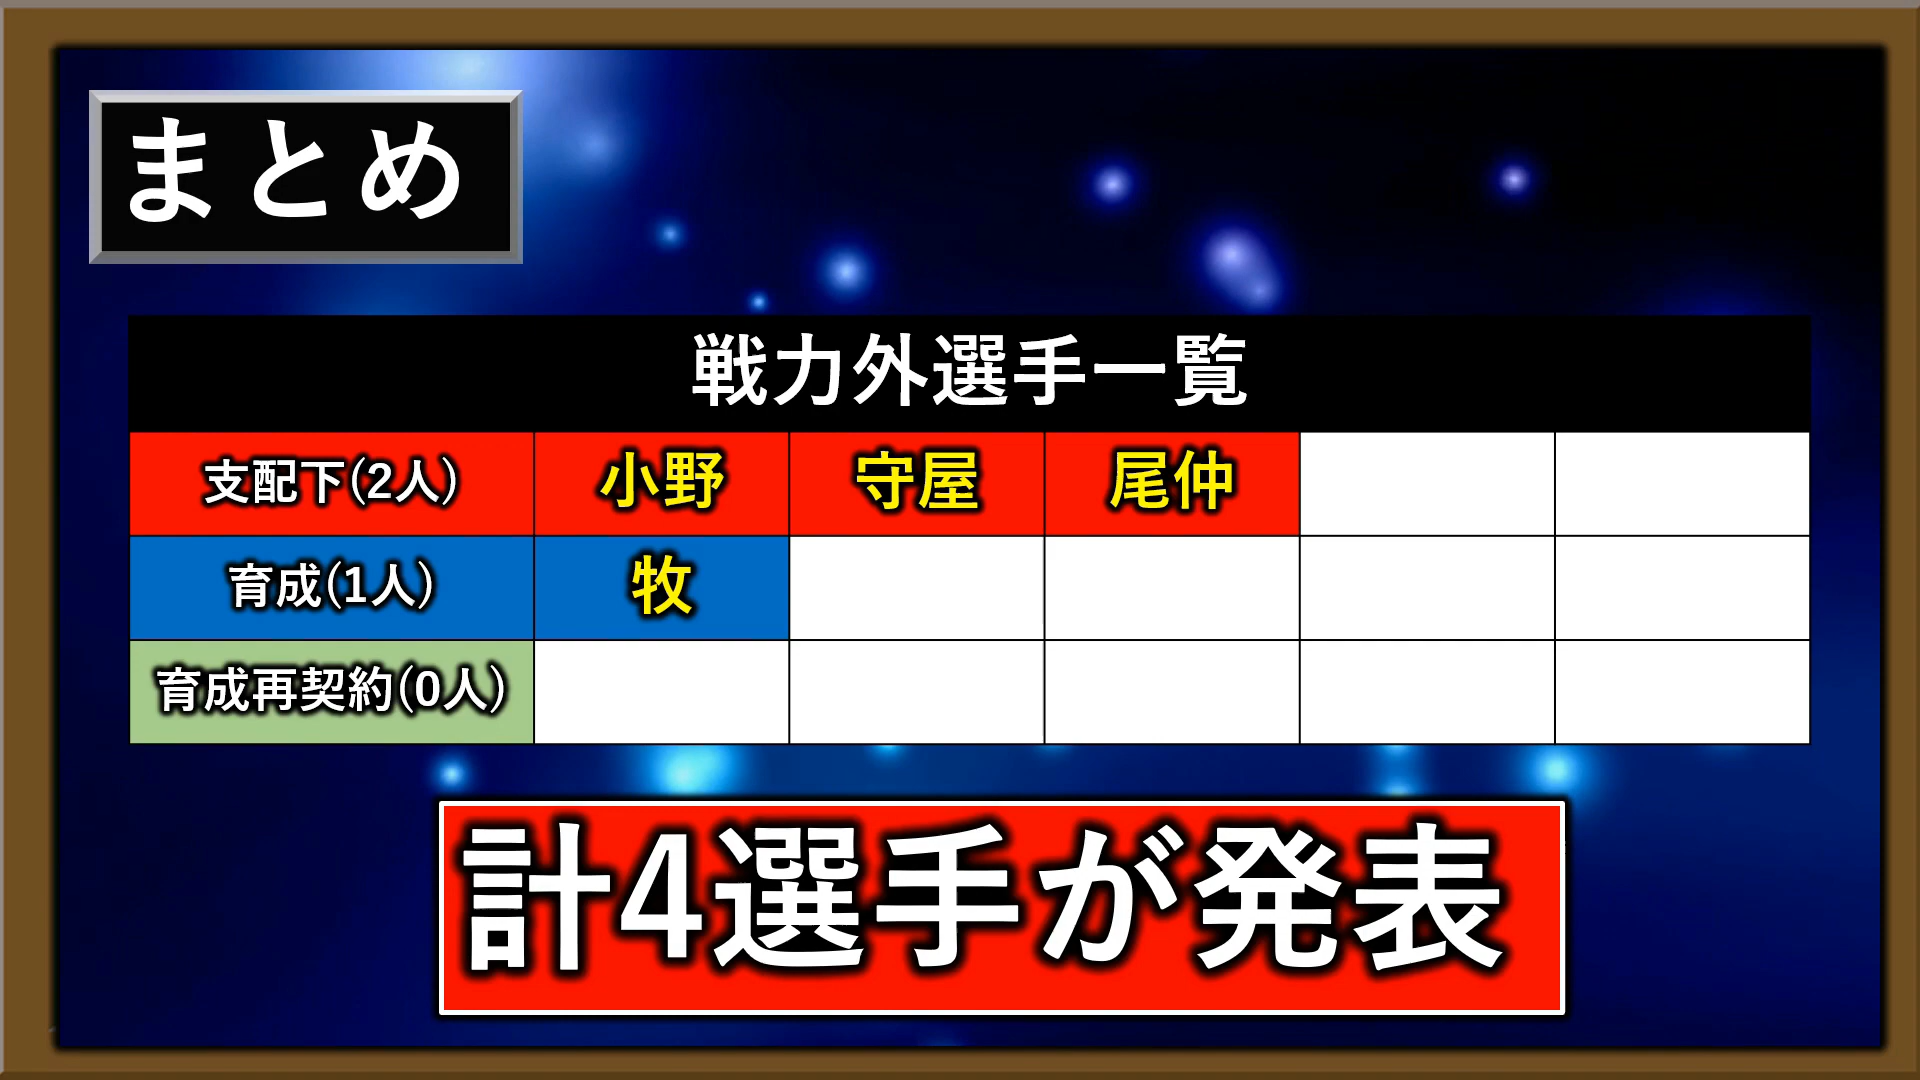 まとめ
戦力外選手一覧
支配下(2人) 小野 守屋 尾仲
育成(1人) 牧
育成再契約(0人)
計4選手が発表